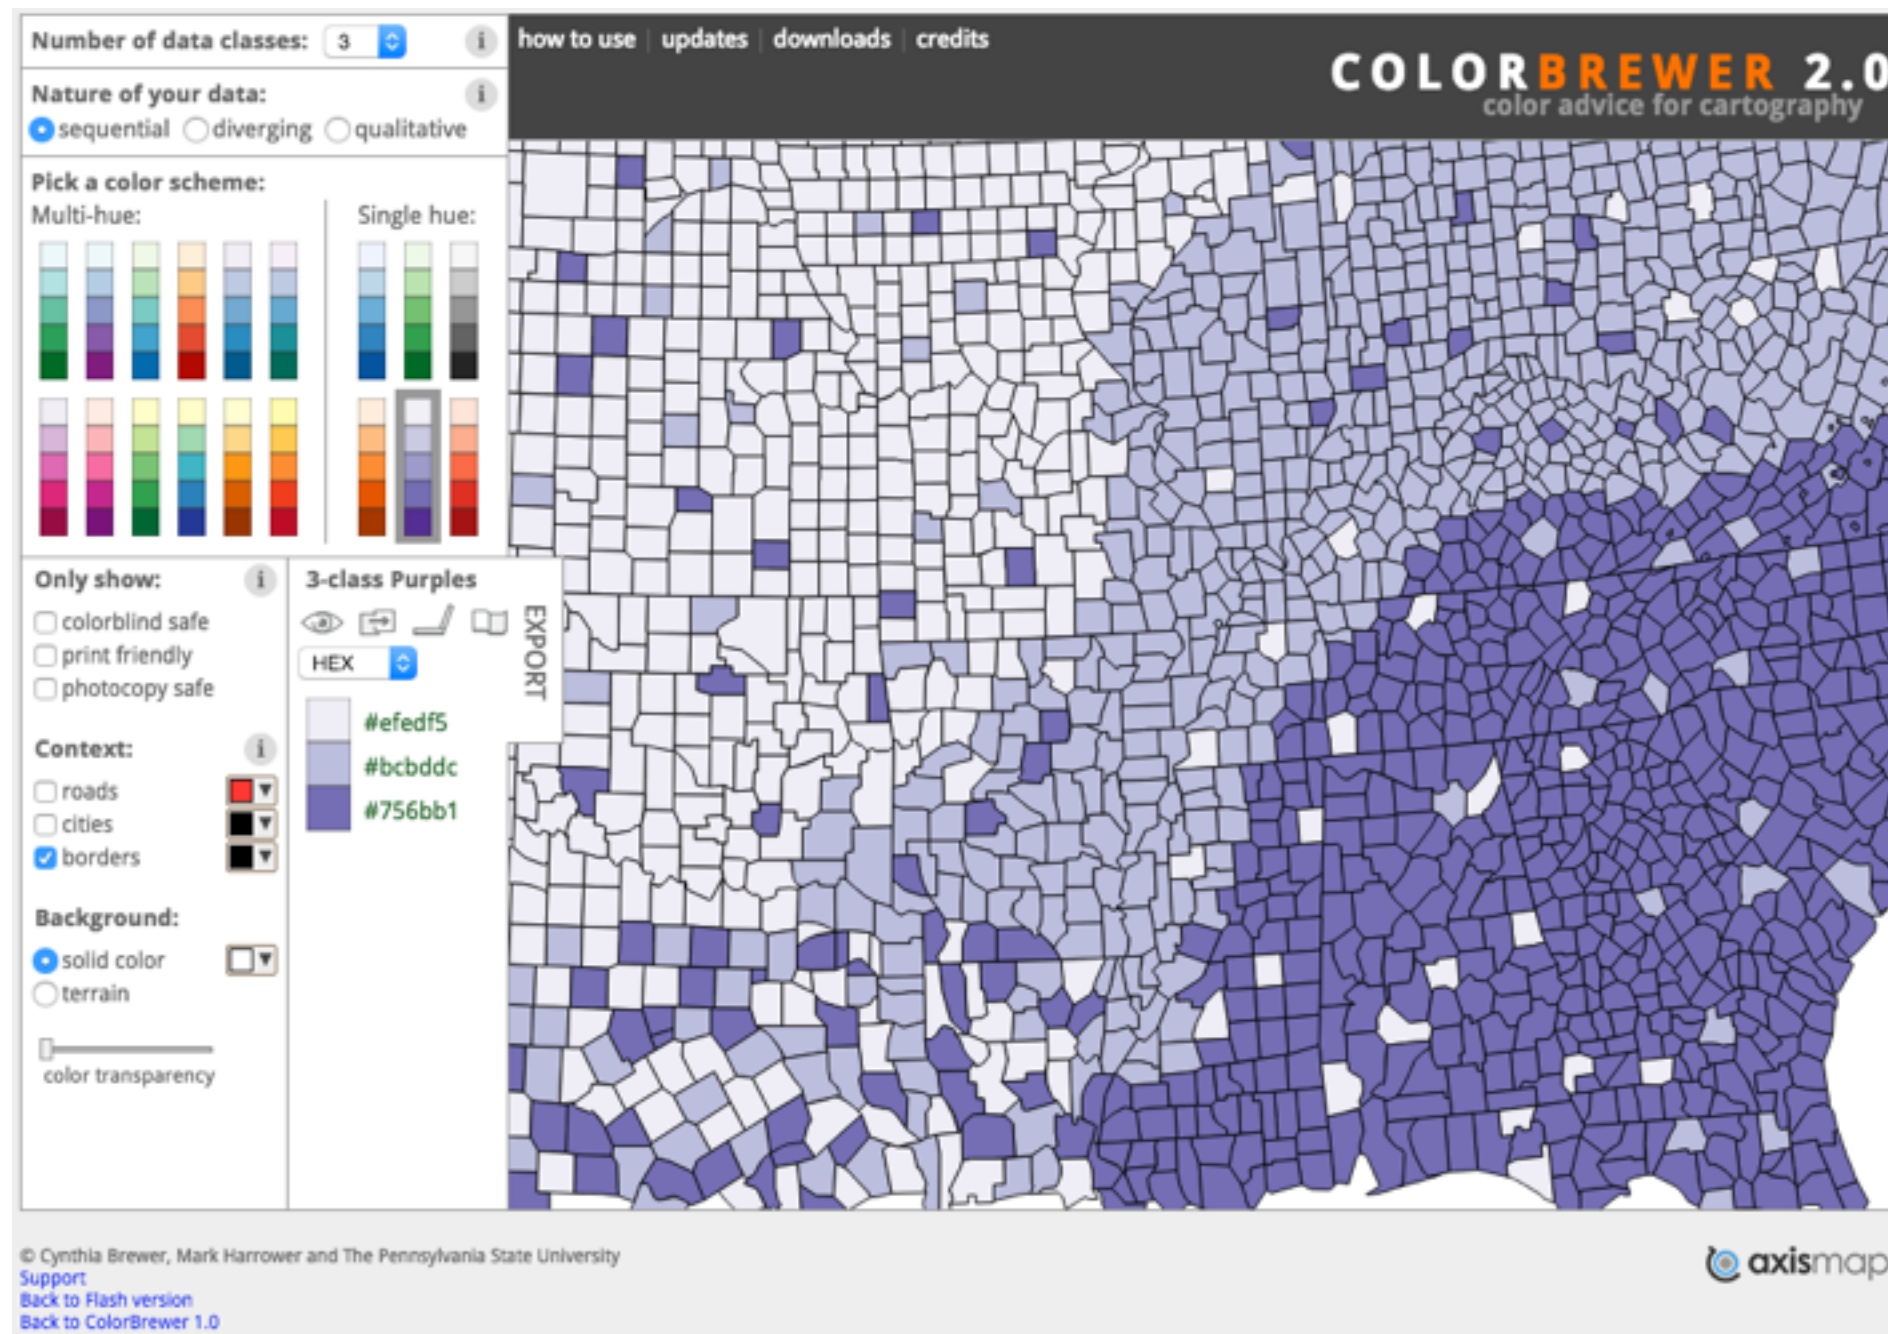 Number of data classes: 3 i
how to use | updates | downloads | credits
COLORBREWER 2.0
color advice for cartography
Nature of your data: i
sequential diverging qualitative
Pick a color scheme:
Multi-hue: Single hue:
Only show: i
colorblind safe
print friendly
photocopy safe
Context: i
roads
cities
borders
Background:
solid color
terrain
color transparency
3-class Purples
HEX
EXPORT
#efedf5
#bcbddc
#756bb1
© Cynthia Brewer, Mark Harrower and The Pennsylvania State University
Support
Back to Flash version
Back to ColorBrewer 1.0
axismap